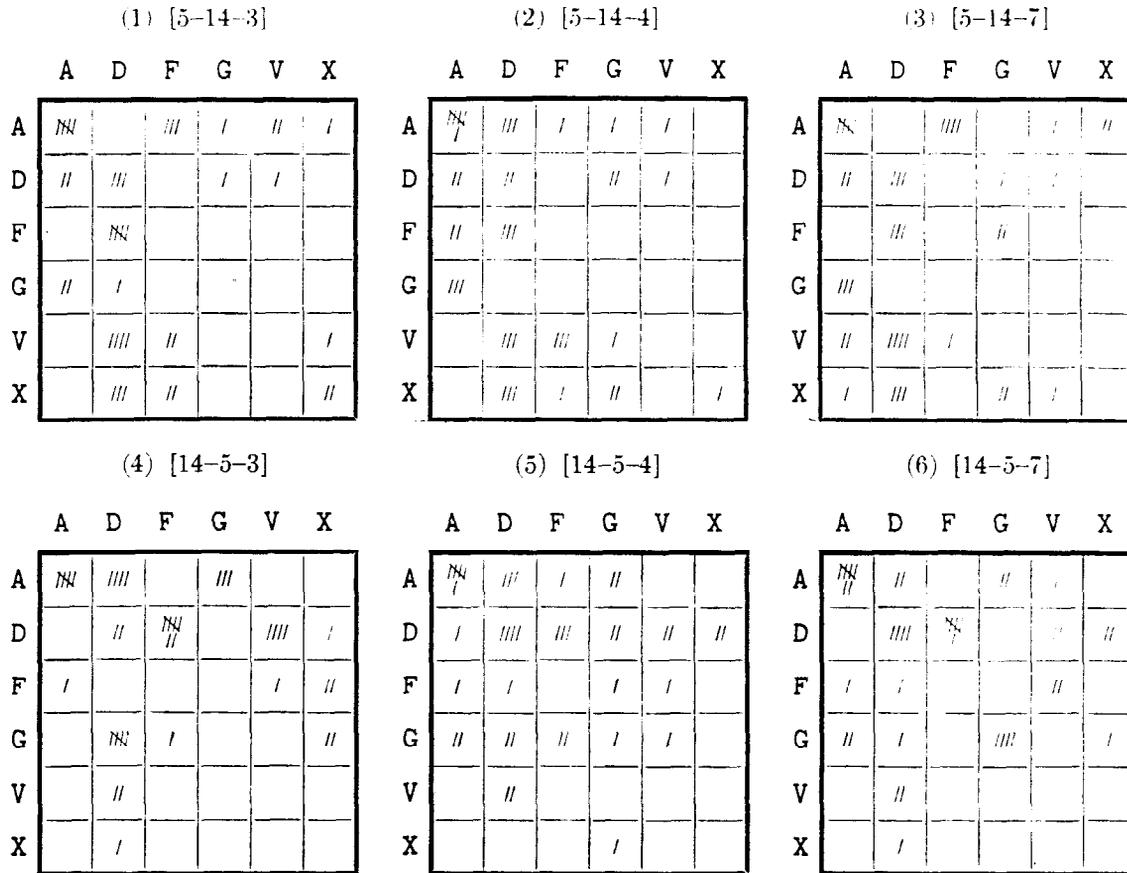 (1) [5-14-3] (2) [5-14-4] (3) [5-14-7]
A D F G V X A D F G V X A D F G V X
A A A
D D D
F F F
G G G
V V V
X X X
(4) [14-5-3] (5) [14-5-4] (6) [14-5-7]
A D F G V X A D F G V X A D F G V X
A A A
D D D
F F F
G G G
V V V
X X X